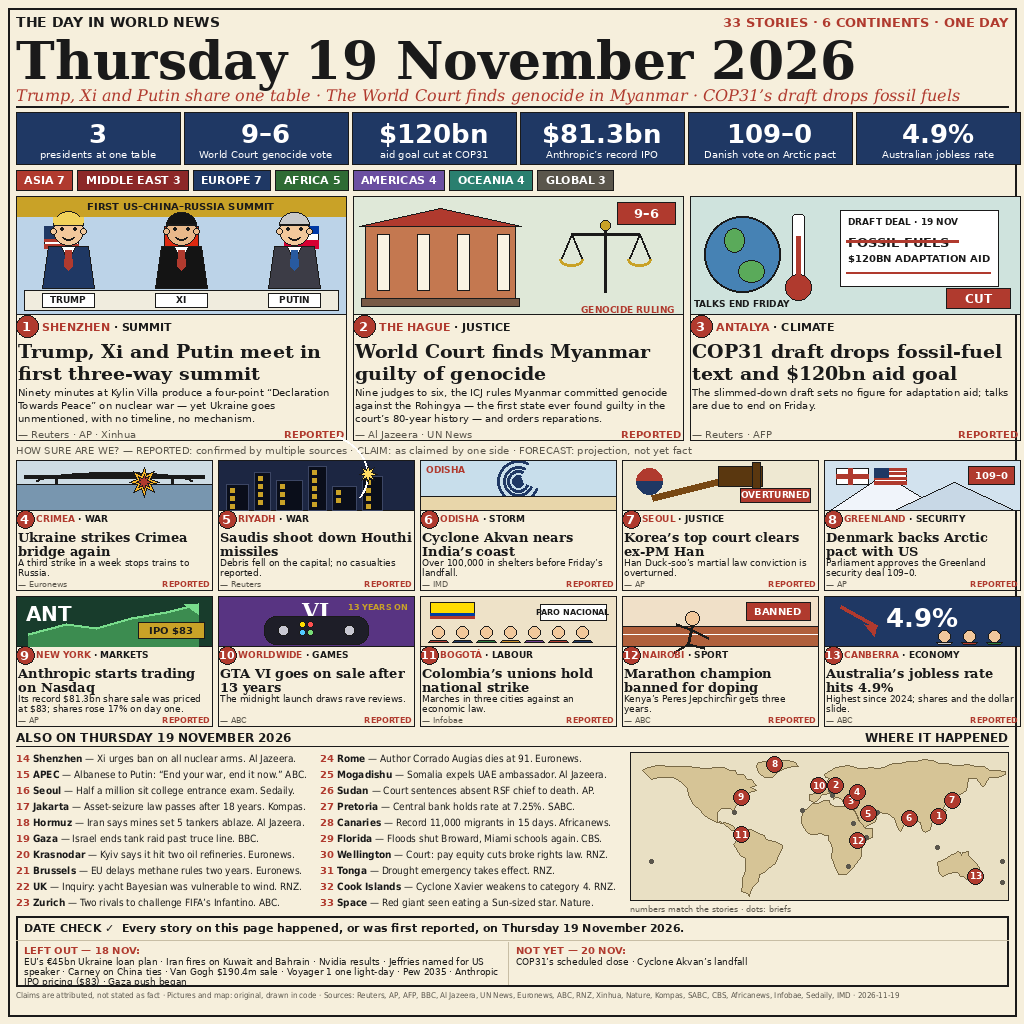 THE DAY IN WORLD NEWS
33 STORIES · 6 CONTINENTS · ONE DAY
Thursday 19 November 2026
Trump, Xi and Putin share one table · The World Court finds genocide in Myanmar · COP31’s draft drops fossil fuels
3
presidents at one table
9–6
World Court genocide vote
$120bn
aid goal cut at COP31
$81.3bn
Anthropic's record IPO
109–0
Danish vote on Arctic pact
4.9%
Australian jobless rate
ASIA 7
MIDDLE EAST 3
EUROPE 7
AFRICA 5
AMERICAS 4
OCEANIA 4
GLOBAL 3
FIRST US–CHINA–RUSSIA SUMMIT
TRUMP
XI
PUTIN
1 SHENZHEN · SUMMIT
Trump, Xi and Putin meet in
first three-way summit
Ninety minutes at Kylin Villa produce a four-point “Declaration
Towards Peace” on nuclear war — yet Ukraine goes
unmentioned, with no timeline, no mechanism.
— Reuters · AP · Xinhua
REPORTED
9–6
GENOCIDE RULING
2 THE HAGUE · JUSTICE
World Court finds Myanmar
guilty of genocide
Nine judges to six, the ICJ rules Myanmar committed genocide
against the Rohingya — the first state ever found guilty in the
court’s 80-year history — and orders reparations.
— Al Jazeera · UN News
REPORTED
DRAFT DEAL · 19 NOV
FOSSIL FUELS
$120BN ADAPTATION AID
TALKS END FRIDAY
CUT
3 ANTALYA · CLIMATE
COP31 draft drops fossil-fuel
text and $120bn aid goal
The slimmed-down draft sets no figure for adaptation aid; talks
are due to end on Friday.
— Reuters · AFP
REPORTED
HOW SURE ARE WE? — REPORTED: confirmed by multiple sources · CLAIM: as claimed by one side · FORECAST: projection, not yet fact
4 CRIMEA · WAR
Ukraine strikes Crimea
bridge again
A third strike in a week stops trains to
Russia.
— Euronews
REPORTED
5 RIYADH · WAR
Saudis shoot down Houthi
missiles
Debris fell on the capital; no casualties
reported.
— Reuters
REPORTED
ODISHA
6 ODISHA · STORM
Cyclone Akvan nears
India’s coast
Over 100,000 in shelters before Friday’s
landfall.
— IMD
REPORTED
OVERTURNED
7 SEOUL · JUSTICE
Korea’s top court clears
ex-PM Han
Han Duck-soo’s martial law conviction is
overturned.
— AP
REPORTED
109–0
8 GREENLAND · SECURITY
Denmark backs Arctic
pact with US
Parliament approves the Greenland
security deal 109–0.
— AP
REPORTED
ANT
IPO $83
9 NEW YORK · MARKETS
Anthropic starts trading
on Nasdaq
Its record $81.3bn share sale was priced
at $83; shares rose 17% on day one.
— AP
REPORTED
VI
13 YEARS ON
10 WORLDWIDE · GAMES
GTA VI goes on sale after
13 years
The midnight launch draws rave reviews.
— ABC
REPORTED
PARO NACIONAL
11 BOGOTÁ · LABOUR
Colombia’s unions hold
national strike
Marches in three cities against an
economic law.
— Infobae
REPORTED
BANNED
12 NAIROBI · SPORT
Marathon champion
banned for doping
Kenya’s Peres Jepchirchir gets three
years.
— ABC
REPORTED
4.9%
13 CANBERRA · ECONOMY
Australia’s jobless rate
hits 4.9%
Highest since 2024; shares and the dollar
slide.
— ABC
REPORTED
ALSO ON THURSDAY 19 NOVEMBER 2026
14 Shenzhen — Xi urges ban on all nuclear arms. Al Jazeera.
15 APEC — Albanese to Putin: “End your war, end it now.” ABC.
16 Seoul — Half a million sit college entrance exam. Sedaily.
17 Jakarta — Asset-seizure law passes after 18 years. Kompas.
18 Hormuz — Iran says mines set 5 tankers ablaze. Al Jazeera.
19 Gaza — Israel ends tank raid past truce line. BBC.
20 Krasnodar — Kyiv says it hit two oil refineries. Euronews.
21 Brussels — EU delays methane rules two years. Euronews.
22 UK — Inquiry: yacht Bayesian was vulnerable to wind. RNZ.
23 Zurich — Two rivals to challenge FIFA’s Infantino. ABC.
24 Rome — Author Corrado Augias dies at 91. Euronews.
25 Mogadishu — Somalia expels UAE ambassador. Al Jazeera.
26 Sudan — Court sentences absent RSF chief to death. AP.
27 Pretoria — Central bank holds rate at 7.25%. SABC.
28 Canaries — Record 11,000 migrants in 15 days. Africanews.
29 Florida — Floods shut Broward, Miami schools again. CBS.
30 Wellington — Court: pay equity cuts broke rights law. RNZ.
31 Tonga — Drought emergency takes effect. RNZ.
32 Cook Islands — Cyclone Xavier weakens to category 4. RNZ.
33 Space — Red giant seen eating a Sun-sized star. Nature.
WHERE IT HAPPENED
8
10 2
9
4
3
7
5
6
1
11
12
13
numbers match the stories · dots: briefs
DATE CHECK ✓ Every story on this page happened, or was first reported, on Thursday 19 November 2026.
LEFT OUT — 18 NOV:
EU’s €45bn Ukraine loan plan · Iran fires on Kuwait and Bahrain · Nvidia results · Jeffries named for US
speaker · Carney on China ties · Van Gogh $190.4m sale · Voyager 1 one light-day · Pew 2035 · Anthropic
IPO pricing ($83) · Gaza push began
NOT YET — 20 NOV:
COP31’s scheduled close · Cyclone Akvan’s landfall
Claims are attributed, not stated as fact · Pictures and map: original, drawn in code · Sources: Reuters, AP, AFP, BBC, Al Jazeera, UN News, Euronews, ABC, RNZ, Xinhua, Nature, Kompas, SABC, CBS, Africanews, Infobae, Sedaily, IMD · 2026-11-19